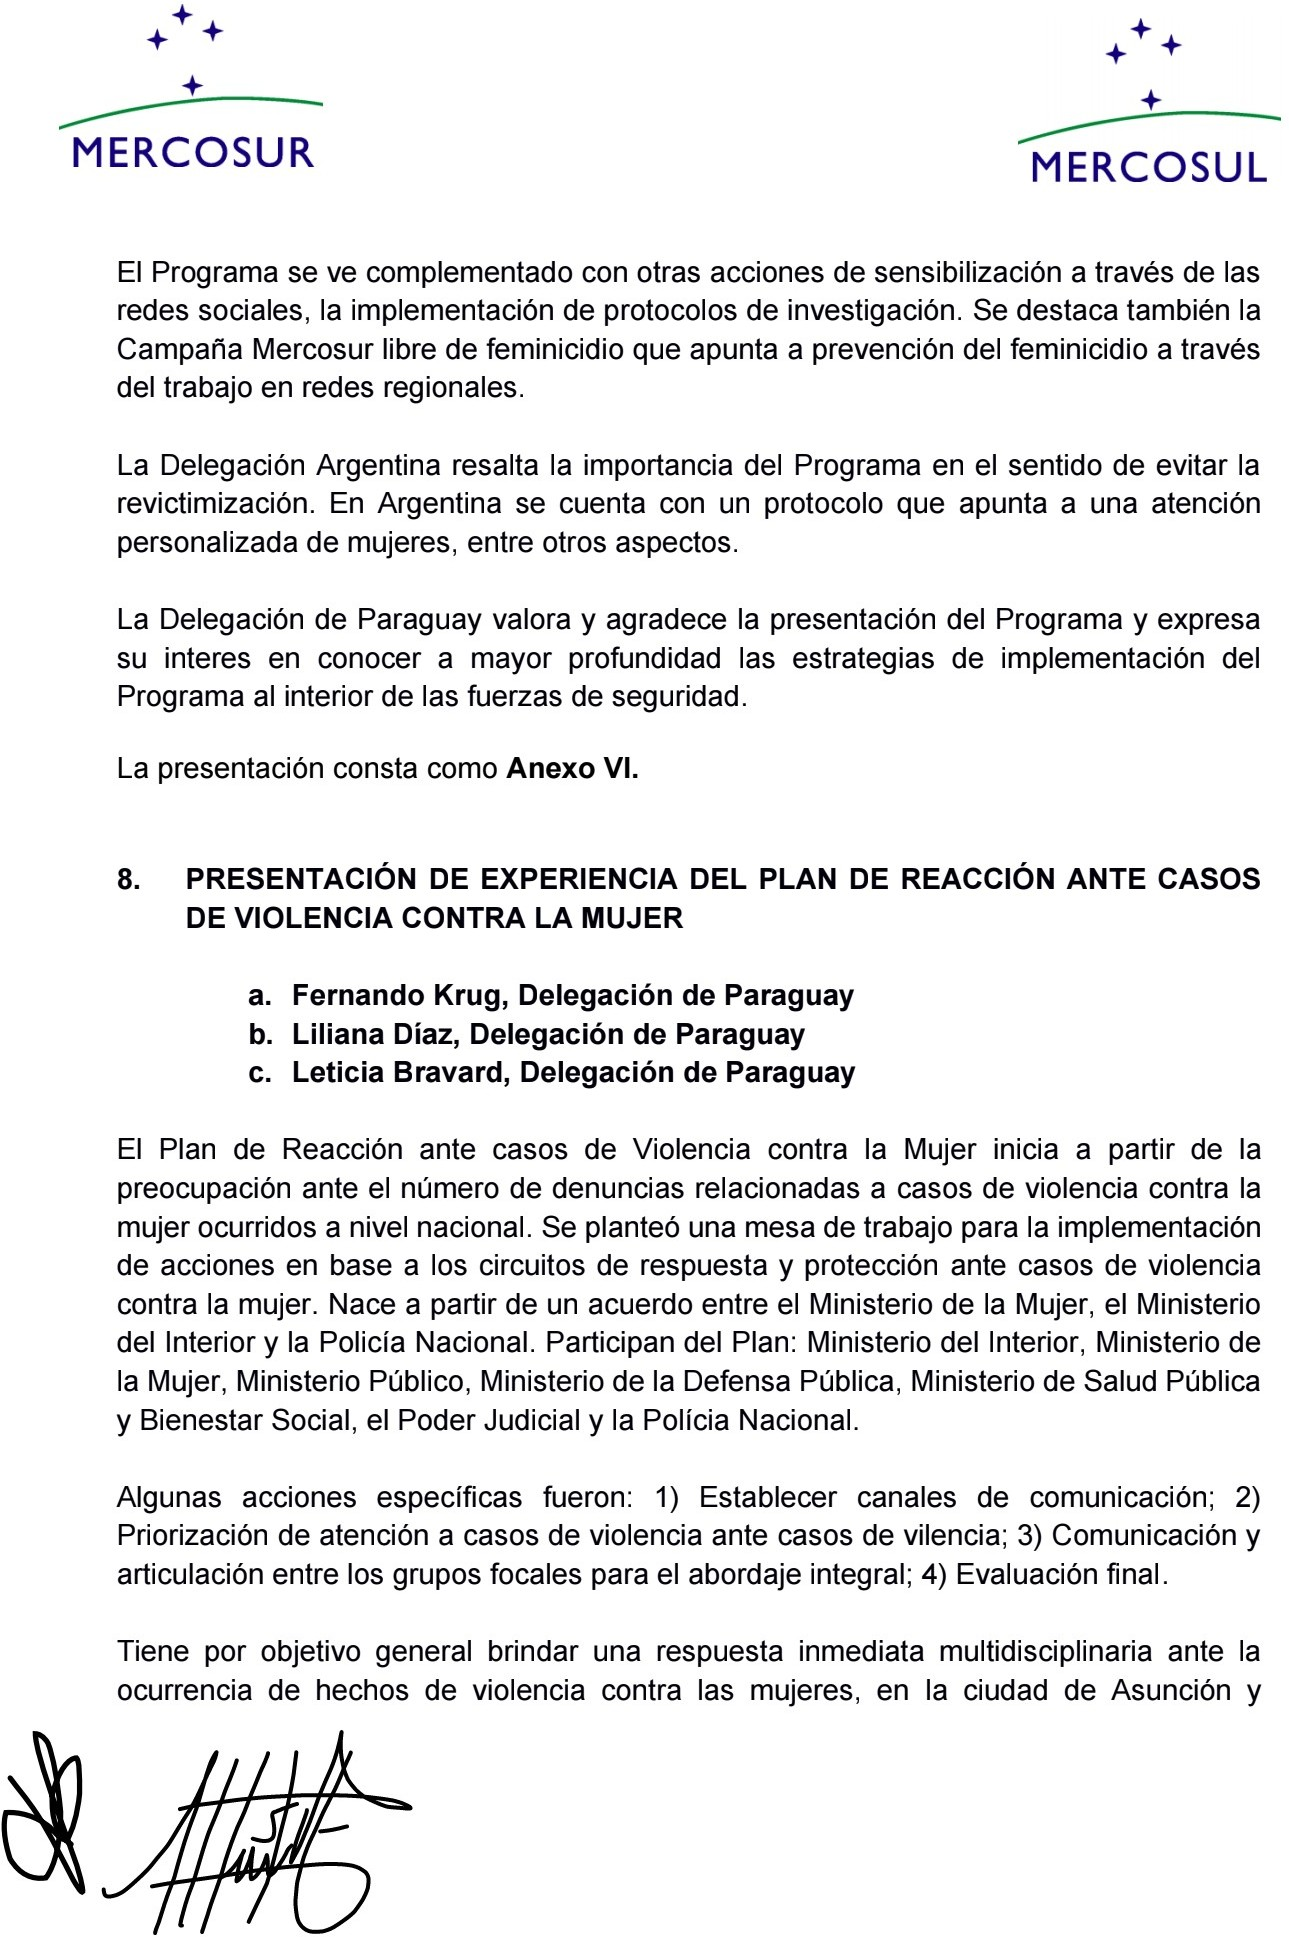 MERCOSUR
MERCOSUL
El Programa se ve complementado con otras acciones de sensibilización a través de las
redes sociales, la implementación de protocolos de investigación. Se destaca también la
Campaña Mercosur libre de feminicidio que apunta a prevención del feminicidio a través
del trabajo en redes regionales.
La Delegación Argentina resalta la importancia del Programa en el sentido de evitar la
revictimización. En Argentina se cuenta con un protocolo que apunta a una atención
personalizada de mujeres, entre otros aspectos.
La Delegación de Paraguay valora y agradece la presentación del Programa y expresa
su interes en conocer a mayor profundidad las estrategias de implementación del
Programa al interior de las fuerzas de seguridad.
La presentación consta como Anexo VI.
8. PRESENTACIÓN DE EXPERIENCIA DEL PLAN DE REACCIÓN ANTE CASOS
DE VIOLENCIA CONTRA LA MUJER
a. Fernando Krug, Delegación de Paraguay
b. Liliana Díaz, Delegación de Paraguay
c. Leticia Bravard, Delegación de Paraguay
El Plan de Reacción ante casos de Violencia contra la Mujer inicia a partir de la
preocupación ante el número de denuncias relacionadas a casos de violencia contra la
mujer ocurridos a nivel nacional. Se planteó una mesa de trabajo para la implementación
de acciones en base a los circuitos de respuesta y protección ante casos de violencia
contra la mujer. Nace a partir de un acuerdo entre el Ministerio de la Mujer, el Ministerio
del Interior y la Policía Nacional. Participan del Plan: Ministerio del Interior, Ministerio de
la Mujer, Ministerio Público, Ministerio de la Defensa Pública, Ministerio de Salud Pública
y Bienestar Social, el Poder Judicial y la Polícia Nacional.
Algunas acciones específicas fueron: 1) Establecer canales de comunicación; 2)
Priorización de atención a casos de violencia ante casos de vilencia; 3) Comunicación y
articulación entre los grupos focales para el abordaje integral; 4) Evaluación final.
Tiene por objetivo general brindar una respuesta inmediata multidisciplinaria ante la
ocurrencia de hechos de violencia contra las mujeres, en la ciudad de Asunción y